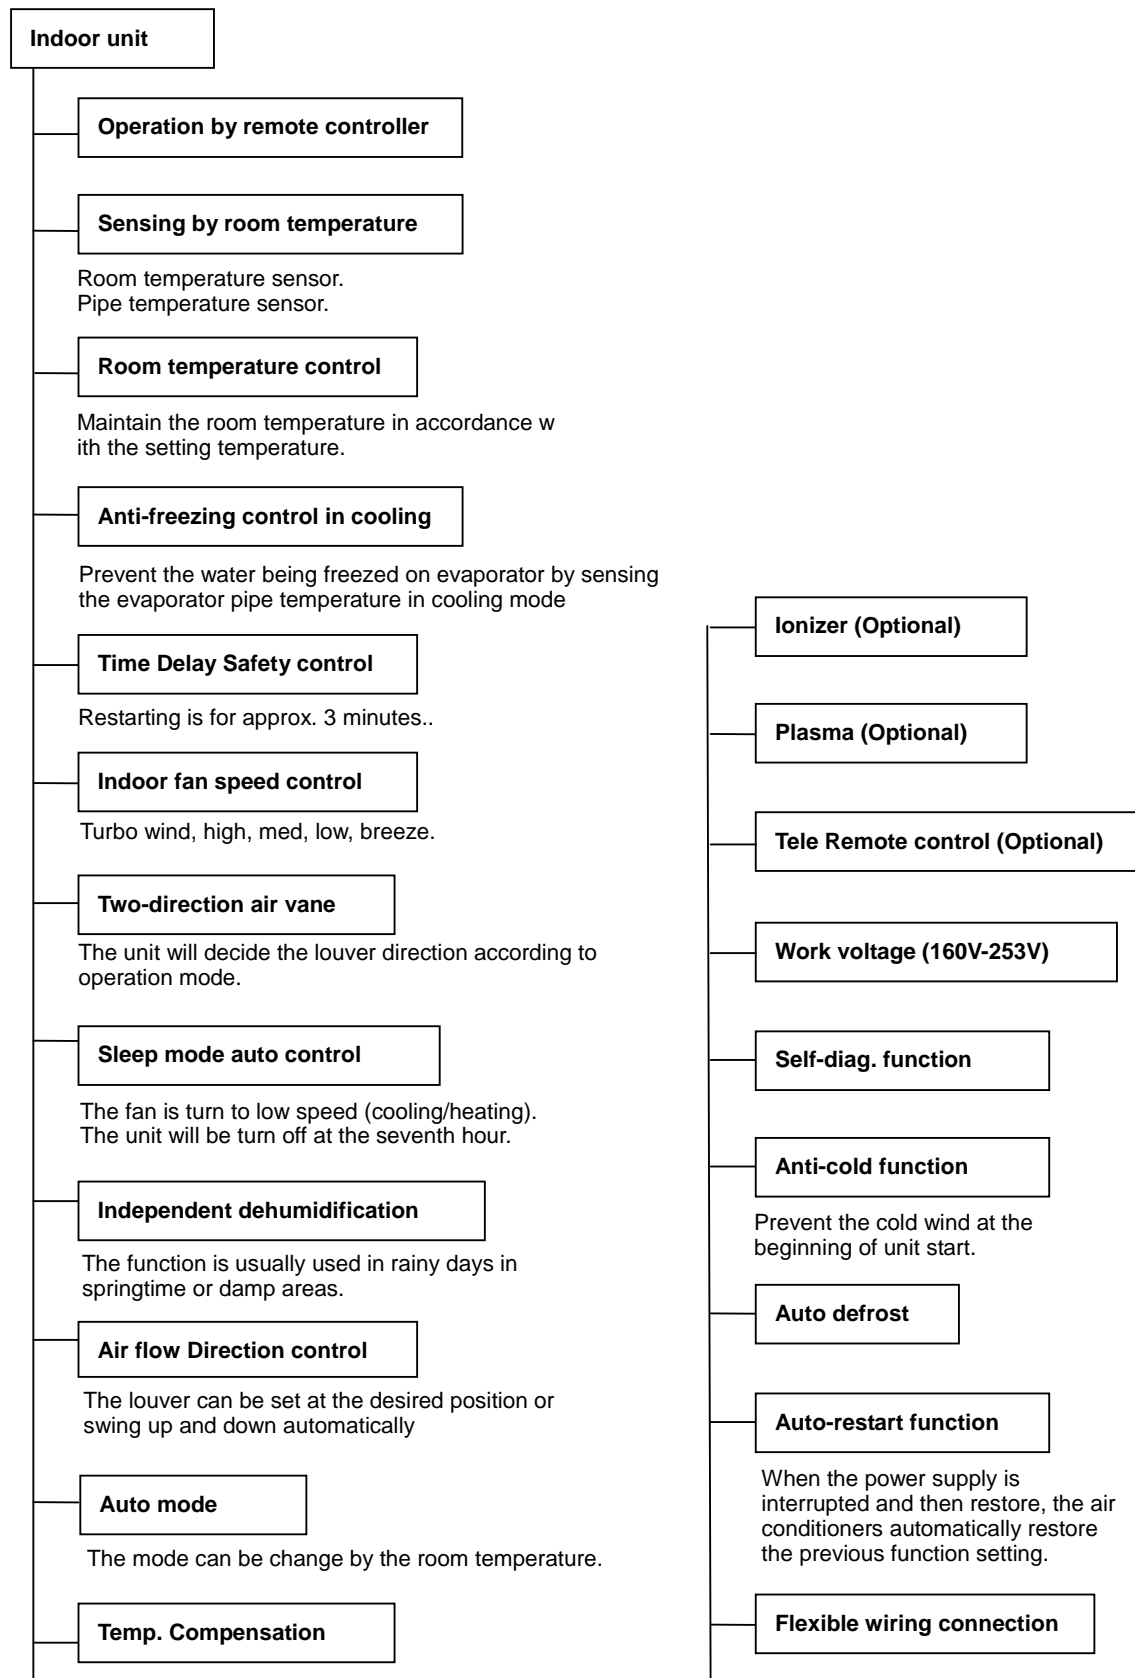 Indoor unit
Operation by remote controller
Sensing by room temperature
Room temperature sensor.
Pipe temperature sensor.
Room temperature control
Maintain the room temperature in accordance w
ith the setting temperature.
Anti-freezing control in cooling
Prevent the water being freezed on evaporator by sensing
the evaporator pipe temperature in cooling mode
Time Delay Safety control
Restarting is for approx. 3 minutes..
Indoor fan speed control
Turbo wind, high, med, low, breeze.
Two-direction air vane
The unit will decide the louver direction according to
operation mode.
Sleep mode auto control
The fan is turn to low speed (cooling/heating).
The unit will be turn off at the seventh hour.
Independent dehumidification
The function is usually used in rainy days in
springtime or damp areas.
Air flow Direction control
The louver can be set at the desired position or
swing up and down automatically
Auto mode
The mode can be change by the room temperature.
Temp. Compensation
Ionizer (Optional)
Plasma (Optional)
Tele Remote control (Optional)
Work voltage (160V-253V)
Self-diag. function
Anti-cold function
Prevent the cold wind at the
beginning of unit start.
Auto defrost
Auto-restart function
When the power supply is
interrupted and then restore, the air
conditioners automatically restore
the previous function setting.
Flexible wiring connection